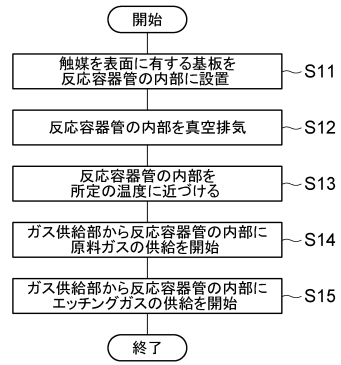 開始
触媒を表面に有する基板を
反応容器管の内部に設置
S11
反応容器管の内部を真空排気
S12
反応容器管の内部を
所定の温度に近づける
S13
ガス供給部から反応容器管の内部に
原料ガスの供給を開始
S14
ガス供給部から反応容器管の内部に
エッチングガスの供給を開始
S15
終了